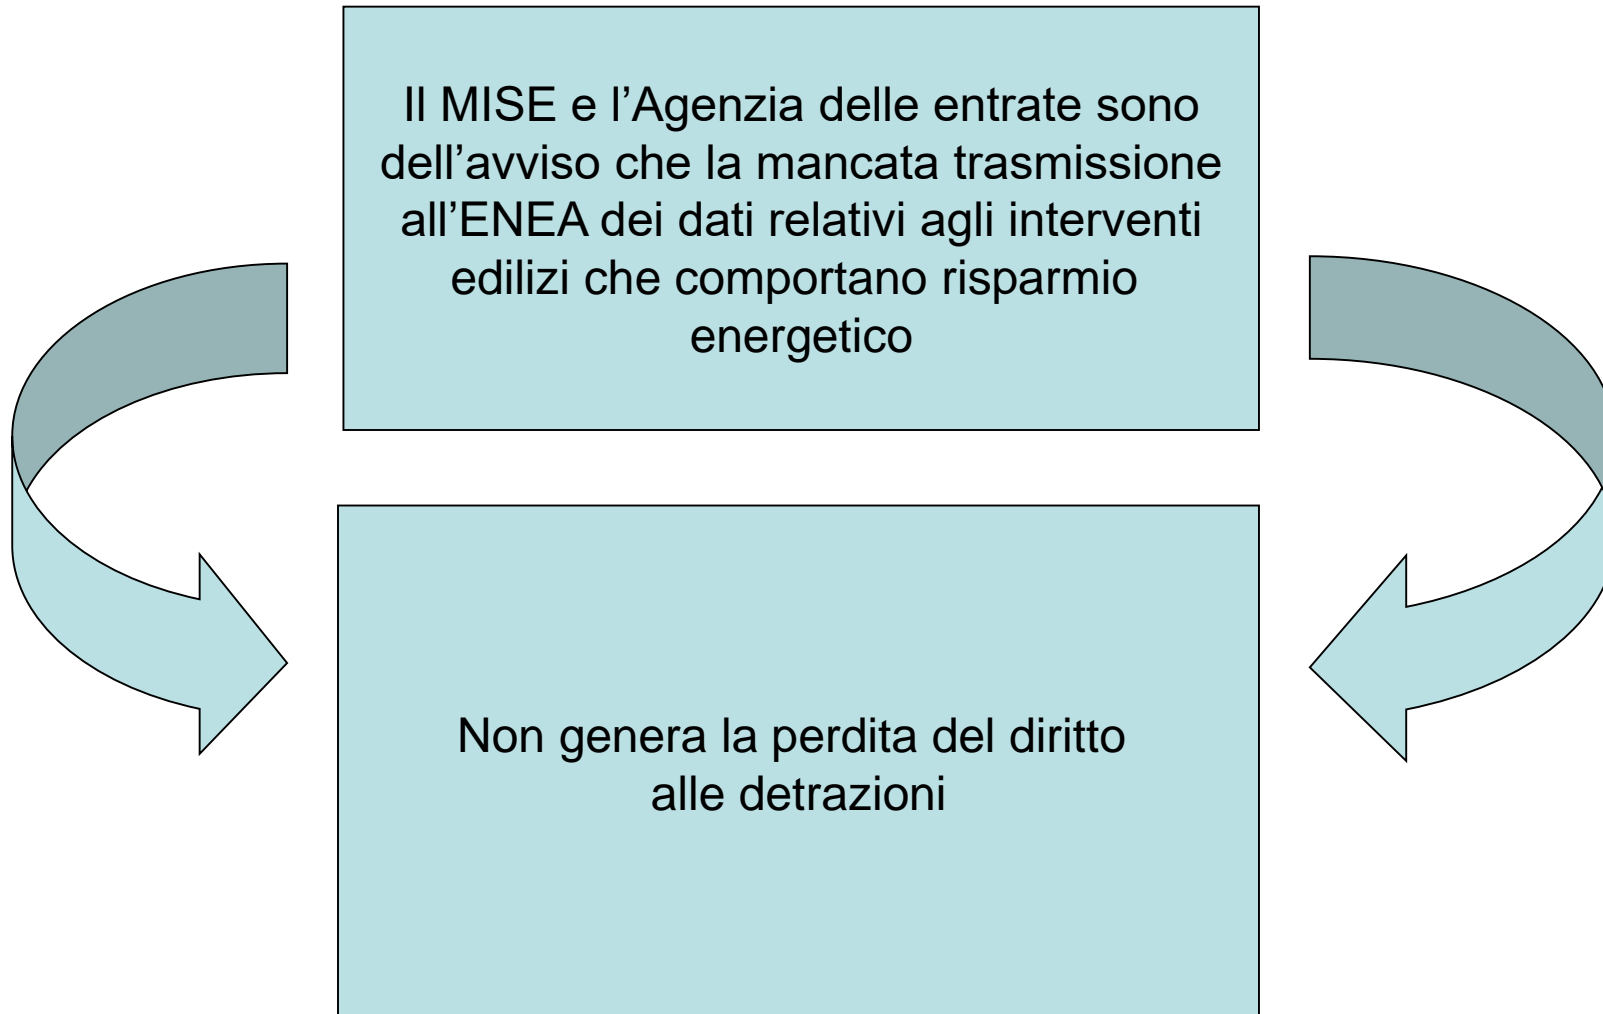 Il MISE e l’Agenzia delle entrate sono
dell’avviso che la mancata trasmissione
all’ENEA dei dati relativi agli interventi
edilizi che comportano risparmio
energetico
Non genera la perdita del diritto
alle detrazioni